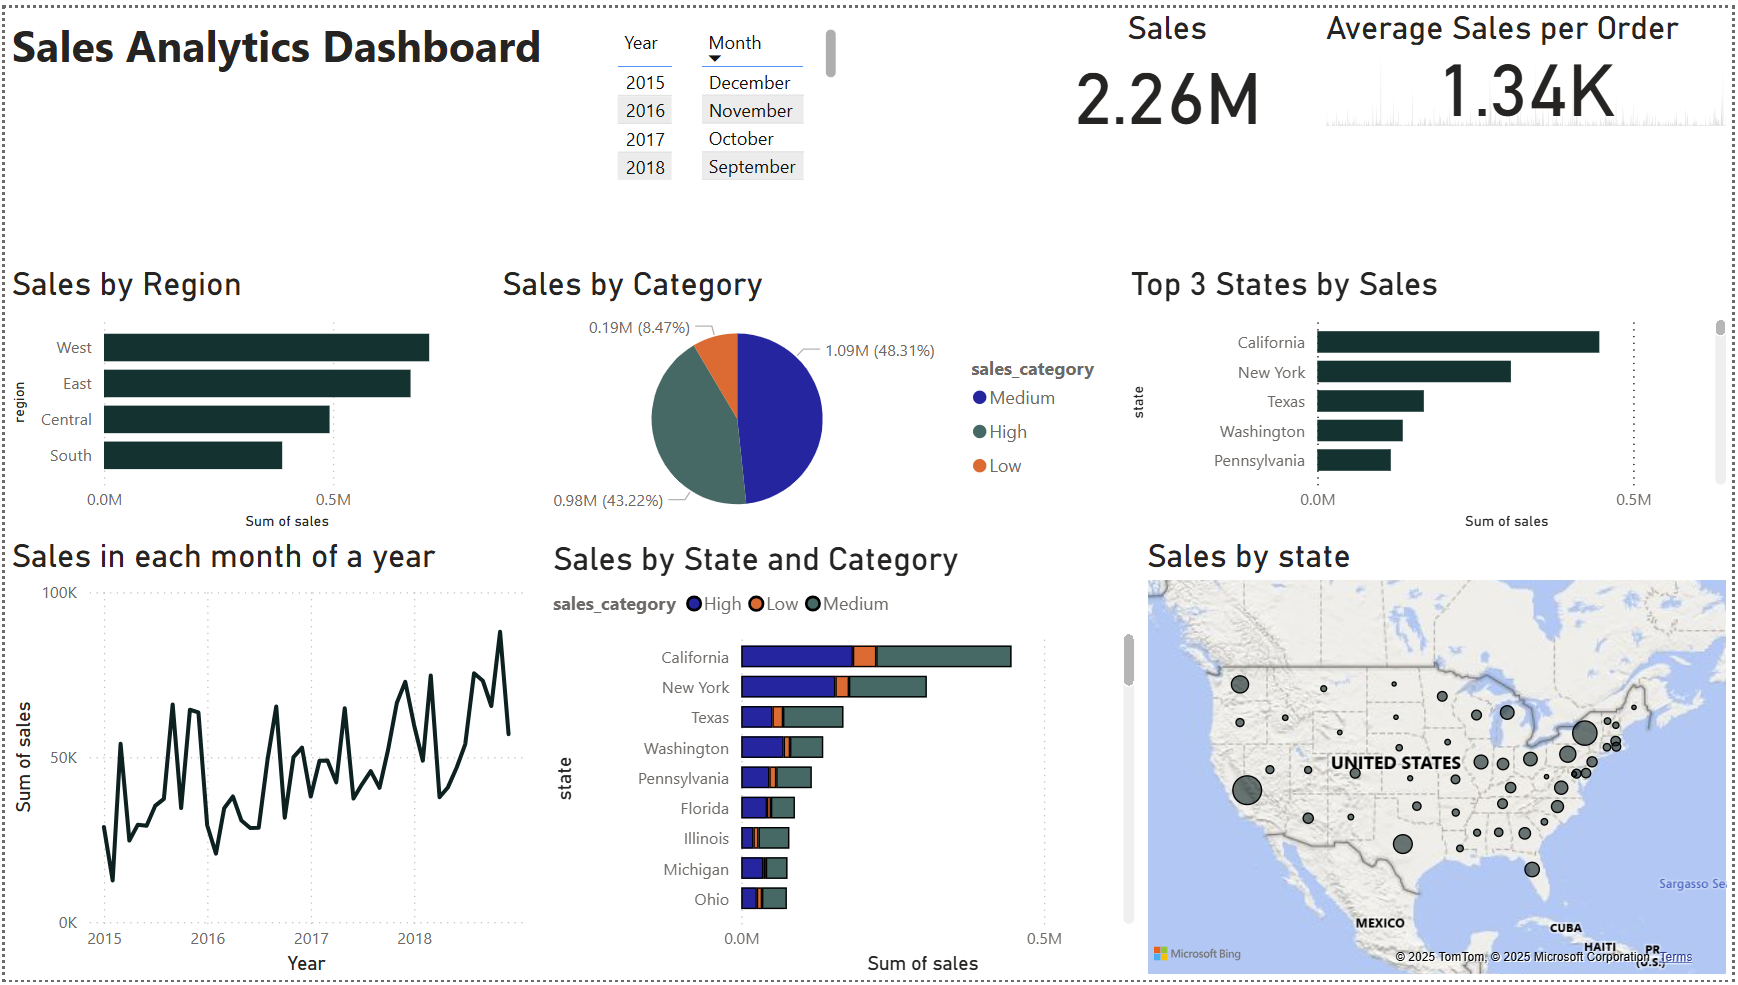 Sales Analytics Dashboard
Year
2015
2016
2017
2018
Month
December
November
October
September
Sales
2.26M
Average Sales per Order
1.34K
Sales by Region
region
West
East
Central
South
0.0M 0.5M
Sum of sales
Sales by Category
0.19M (8.47%)
1.09M (48.31%)
0.98M (43.22%)
sales_category
Medium
High
Low
Top 3 States by Sales
state
California
New York
Texas
Washington
Pennsylvania
0.0M 0.5M
Sum of sales
Sales in each month of a year
Sum of sales
100K
50K
0K
2015 2016 2017 2018
Year
Sales by State and Category
sales_category High Low Medium
state
California
New York
Texas
Washington
Pennsylvania
Florida
Illinois
Michigan
Ohio
0.0M 0.5M
Sum of sales
Sales by state
UNITED STATES
Sargasso Se
MEXICO
CUBA
HAITI
PR
(U.S.)
Microsoft Bing
© 2025 TomTom, © 2025 Microsoft Corporation Terms